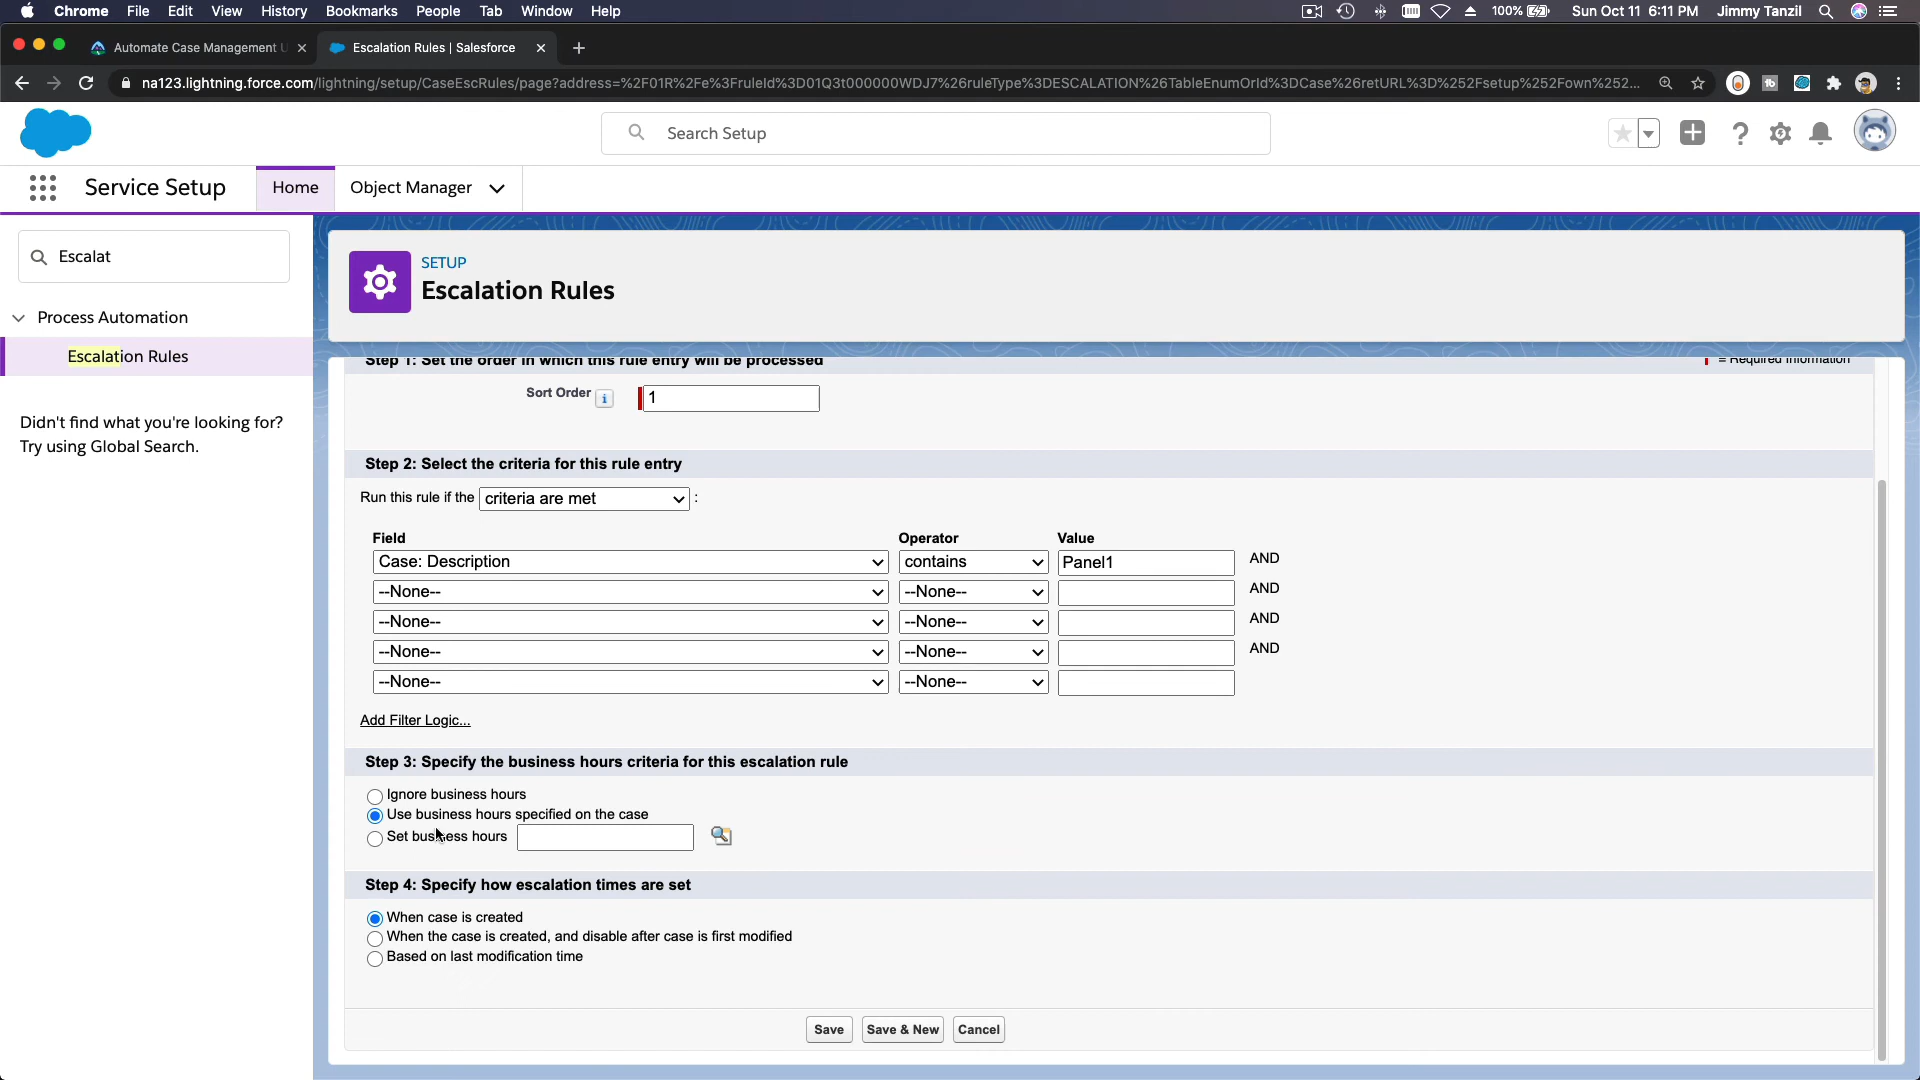 Chrome File Edit View History Bookmarks People Tab Window Help 100% Sun Oct 11 6:11 PM Jimmy Tanzil
Automate Case Management U Escalation Rules | Salesforce
na123.lightning.force.com/lightning/setup/CaseEscRules/page?address=%2F01R%2Fe%3FruleId%3D01Q3t000000WDJ7%26ruleType%3DESCALATION%26TableEnumOrId%3DCase%26retURL%3D%252Fsetup%252Fown%252...
Search Setup
Service Setup Home Object Manager
Escalat
Process Automation
Escalation Rules
Didn't find what you're looking for?
Try using Global Search.
SETUP
Escalation Rules
Step 1: Set the order in which this rule entry will be processed = Required Information
Sort Order i 1
Step 2: Select the criteria for this rule entry
Run this rule if the criteria are met :
Field Operator Value
Case: Description contains Panel1 AND
--None-- --None-- AND
--None-- --None-- AND
--None-- --None-- AND
--None-- --None--
Add Filter Logic...
Step 3: Specify the business hours criteria for this escalation rule
Ignore business hours
Use business hours specified on the case
Set business hours
Step 4: Specify how escalation times are set
When case is created
When the case is created, and disable after case is first modified
Based on last modification time
Save Save & New Cancel